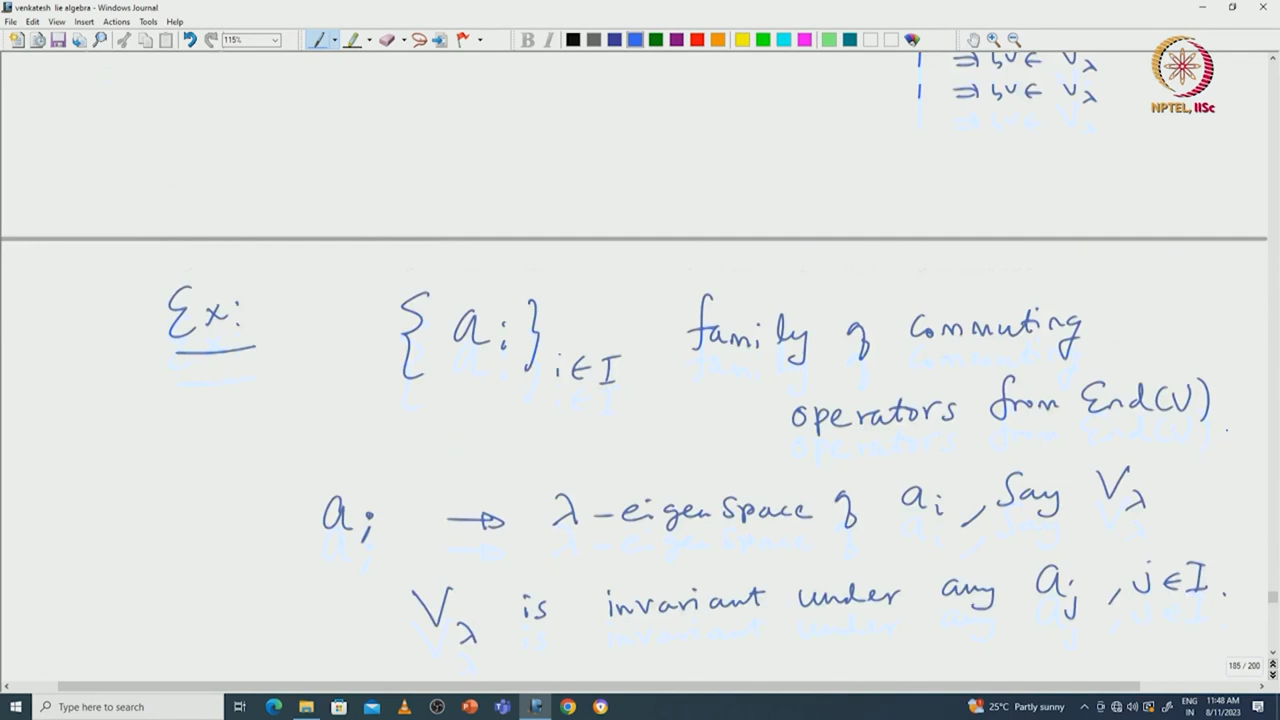 venkatesh lie algebra - Windows Journal
File Edit View Insert Actions Tools Help
115%
B I
⇒ bv ∈ V_λ
⇒ bv ∈ V_λ
NPTEL, IISc
Ex: { a_i }_{i∈I} family of commuting
operators from End(V).
a_i → λ-eigenspace of a_i, Say V_λ
V_λ is invariant under any a_j, j∈I.
185 / 200
Type here to search
25°C Partly sunny
ENG
IN
11:48 AM
8/11/2023